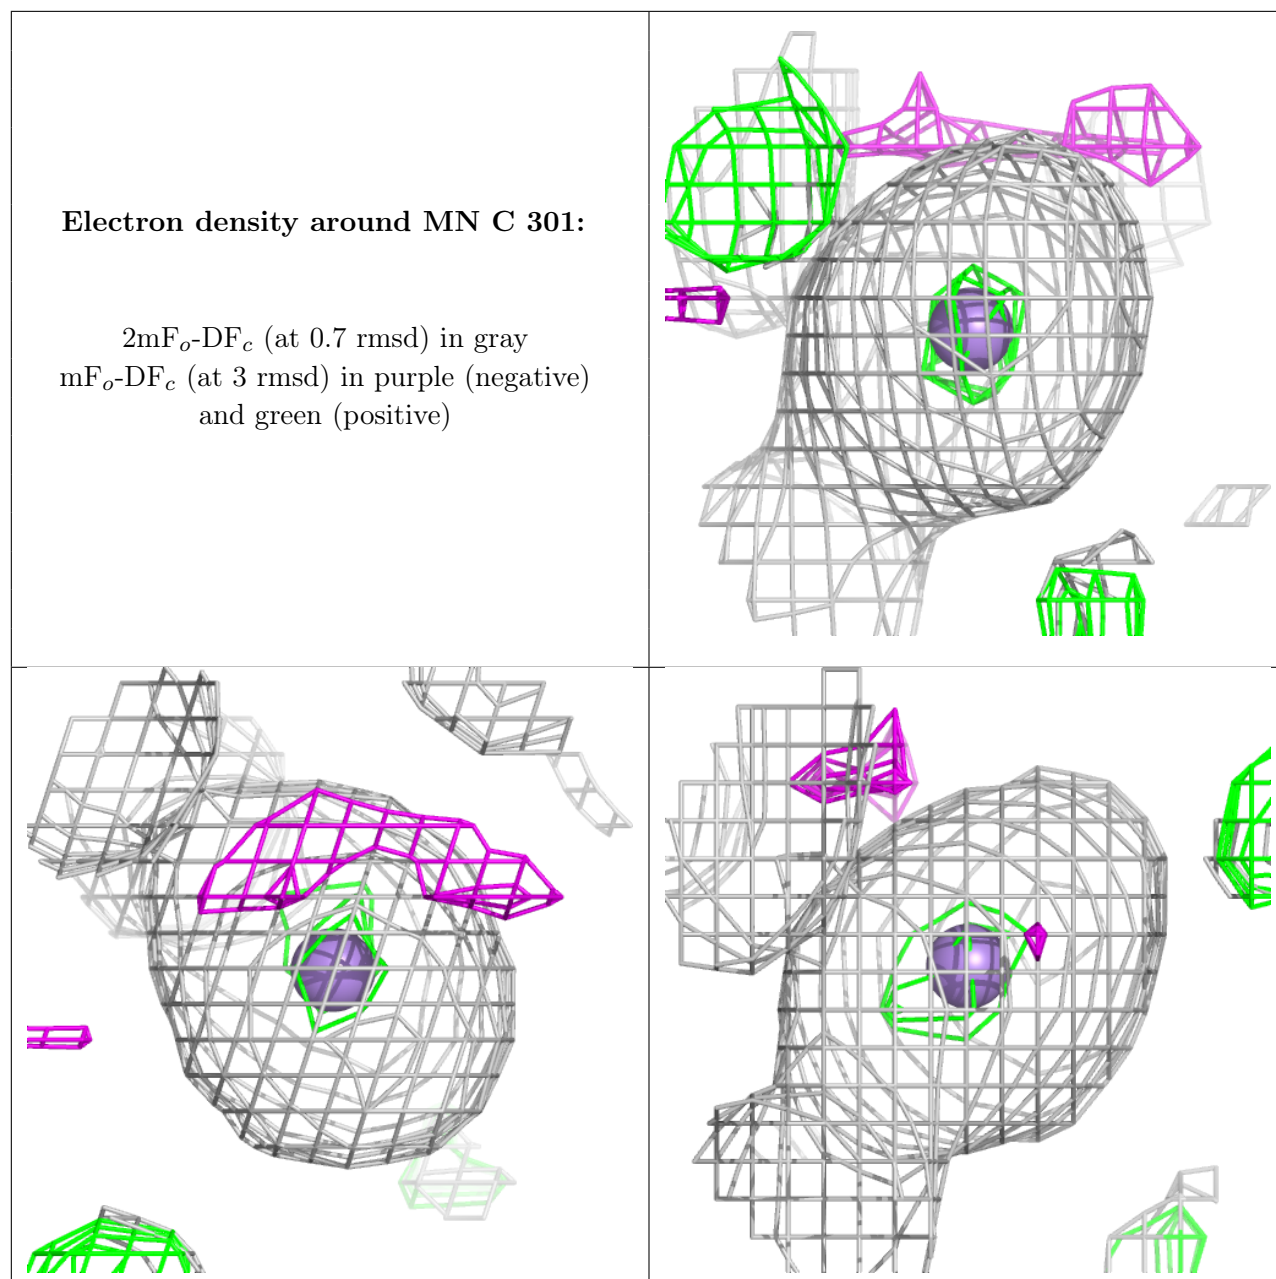 Electron density around MN C 301:
2mFo-DFc (at 0.7 rmsd) in gray
mFo-DFc (at 3 rmsd) in purple (negative)
and green (positive)